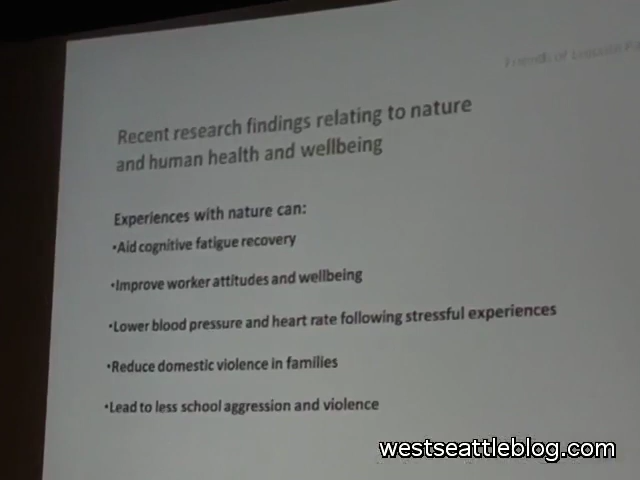 Friends of
Recent research findings relating to nature
and human health and wellbeing
Experiences with nature can:
•Aid cognitive fatigue recovery
•Improve worker attitudes and wellbeing
•Lower blood pressure and heart rate following stressful experiences
•Reduce domestic violence in families
•Lead to less school aggression and violence
westseattleblog.com